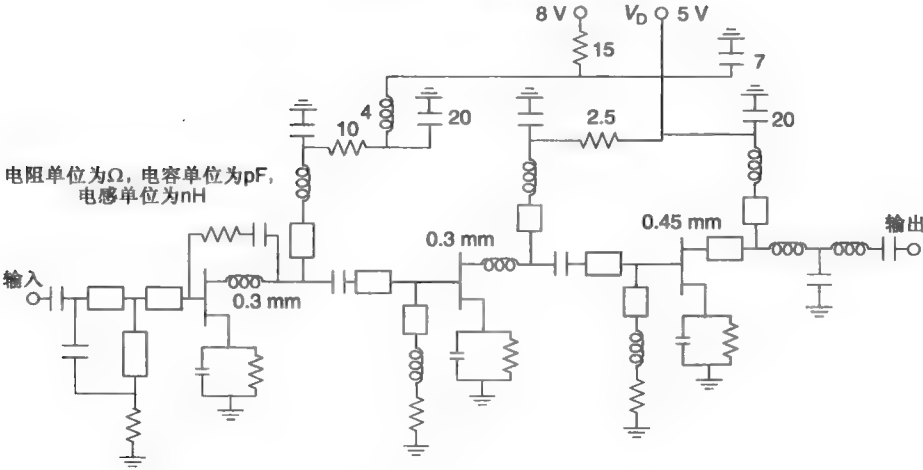 8 V
V_D
5 V
15
7
4
10
20
2.5
20
电阻单位为Ω，电容单位为pF，
电感单位为nH
0.3 mm
0.45 mm
输出
输入
0.3 mm